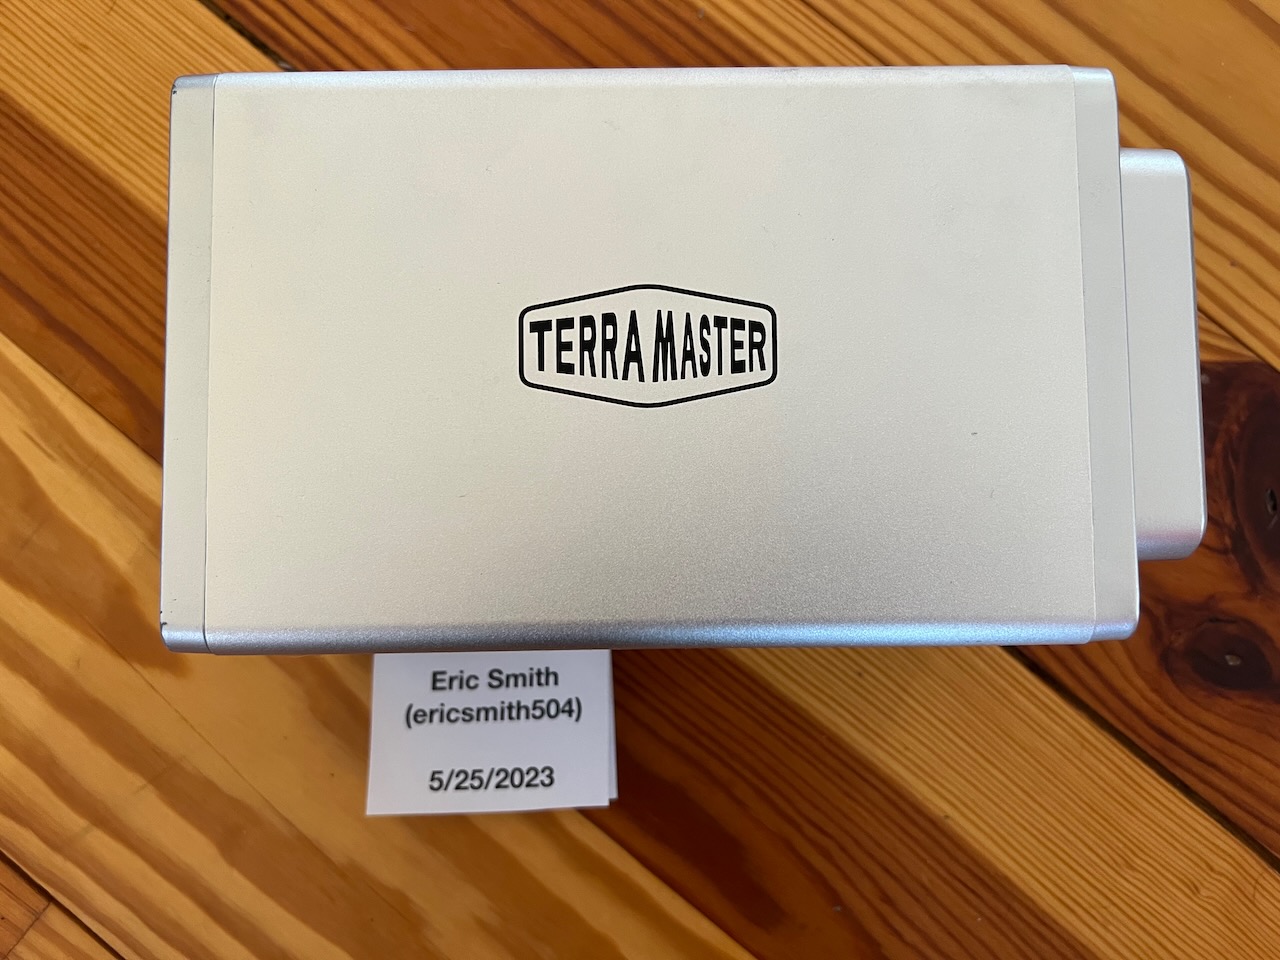 TERRA MASTER
Eric Smith
(ericsmith504)
5/25/2023